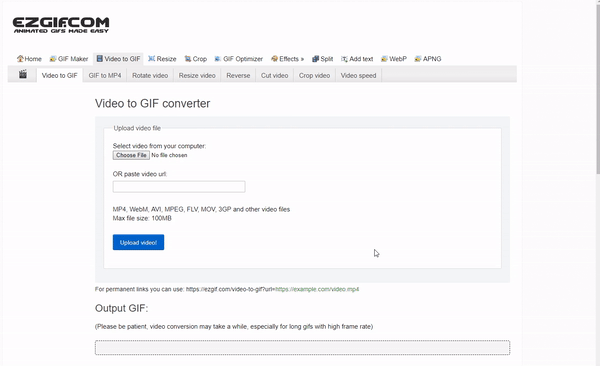 EZGIF.COM
ANIMATED GIFS MADE EASY
Home GIF Maker Video to GIF Resize Crop GIF Optimizer Effects » Split Add text WebP APNG
Video to GIF GIF to MP4 Rotate video Resize video Reverse Cut video Crop video Video speed
Video to GIF converter
Upload video file
Select video from your computer:
Choose File No file chosen
OR paste video url:
MP4, WebM, AVI, MPEG, FLV, MOV, 3GP and other video files
Max file size: 100MB
Upload video!
For permanent links you can use: https://ezgif.com/video-to-gif?url=https://example.com/video.mp4
Output GIF:
(Please be patient, video conversion may take a while, especially for long gifs with high frame rate)